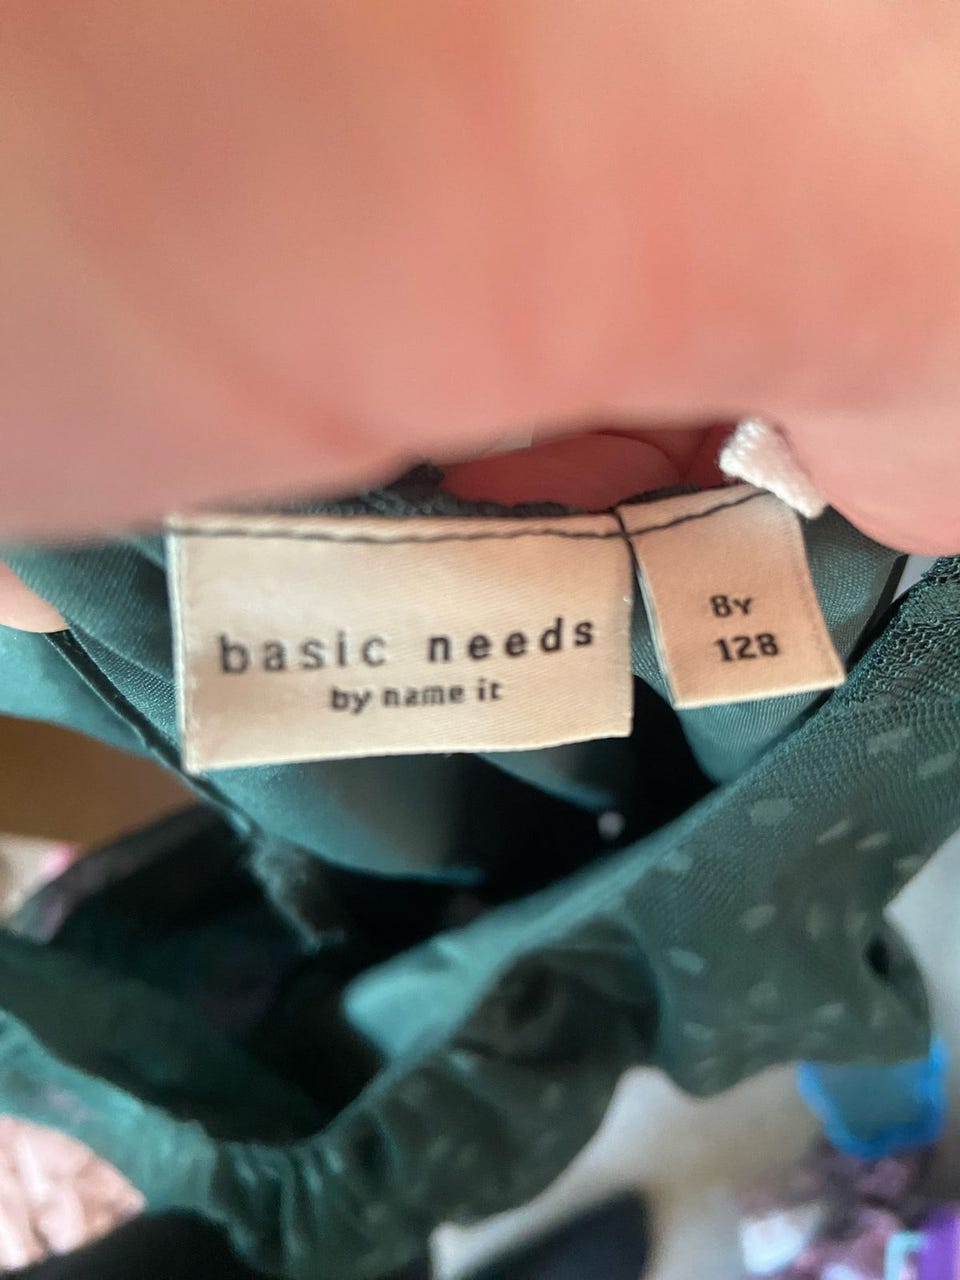 basic needs
by name it
8Y
128